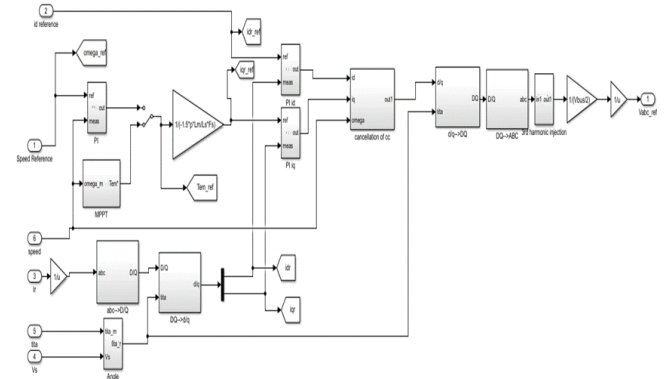 2
id reference
idr_ref
omega_ref
iqr_ref
ref
out
meas
PI id
ref
out
meas
PI
1
Speed Reference
1/(-1.5*p*Lm/Ls*Fs)
ref
out
meas
PI iq
id
iq
omega
out1
cancellation of cc
d/q
tita
DQ
d/q->DQ
D/Q
abc
DQ->ABC
in1 out1
3rd harmonic injection
1/(Vbus/2)
1/u
1
Vabc_ref
omega_m
Tem*
MPPT
Tem_ref
6
speed
3
Ir
1/u
abc
D/Q
abc->D/Q
D/Q
tita
d/q
DQ->d/q
idr
iqr
5
tita
4
Vs
tita_m
Vs
tita_r
Angle